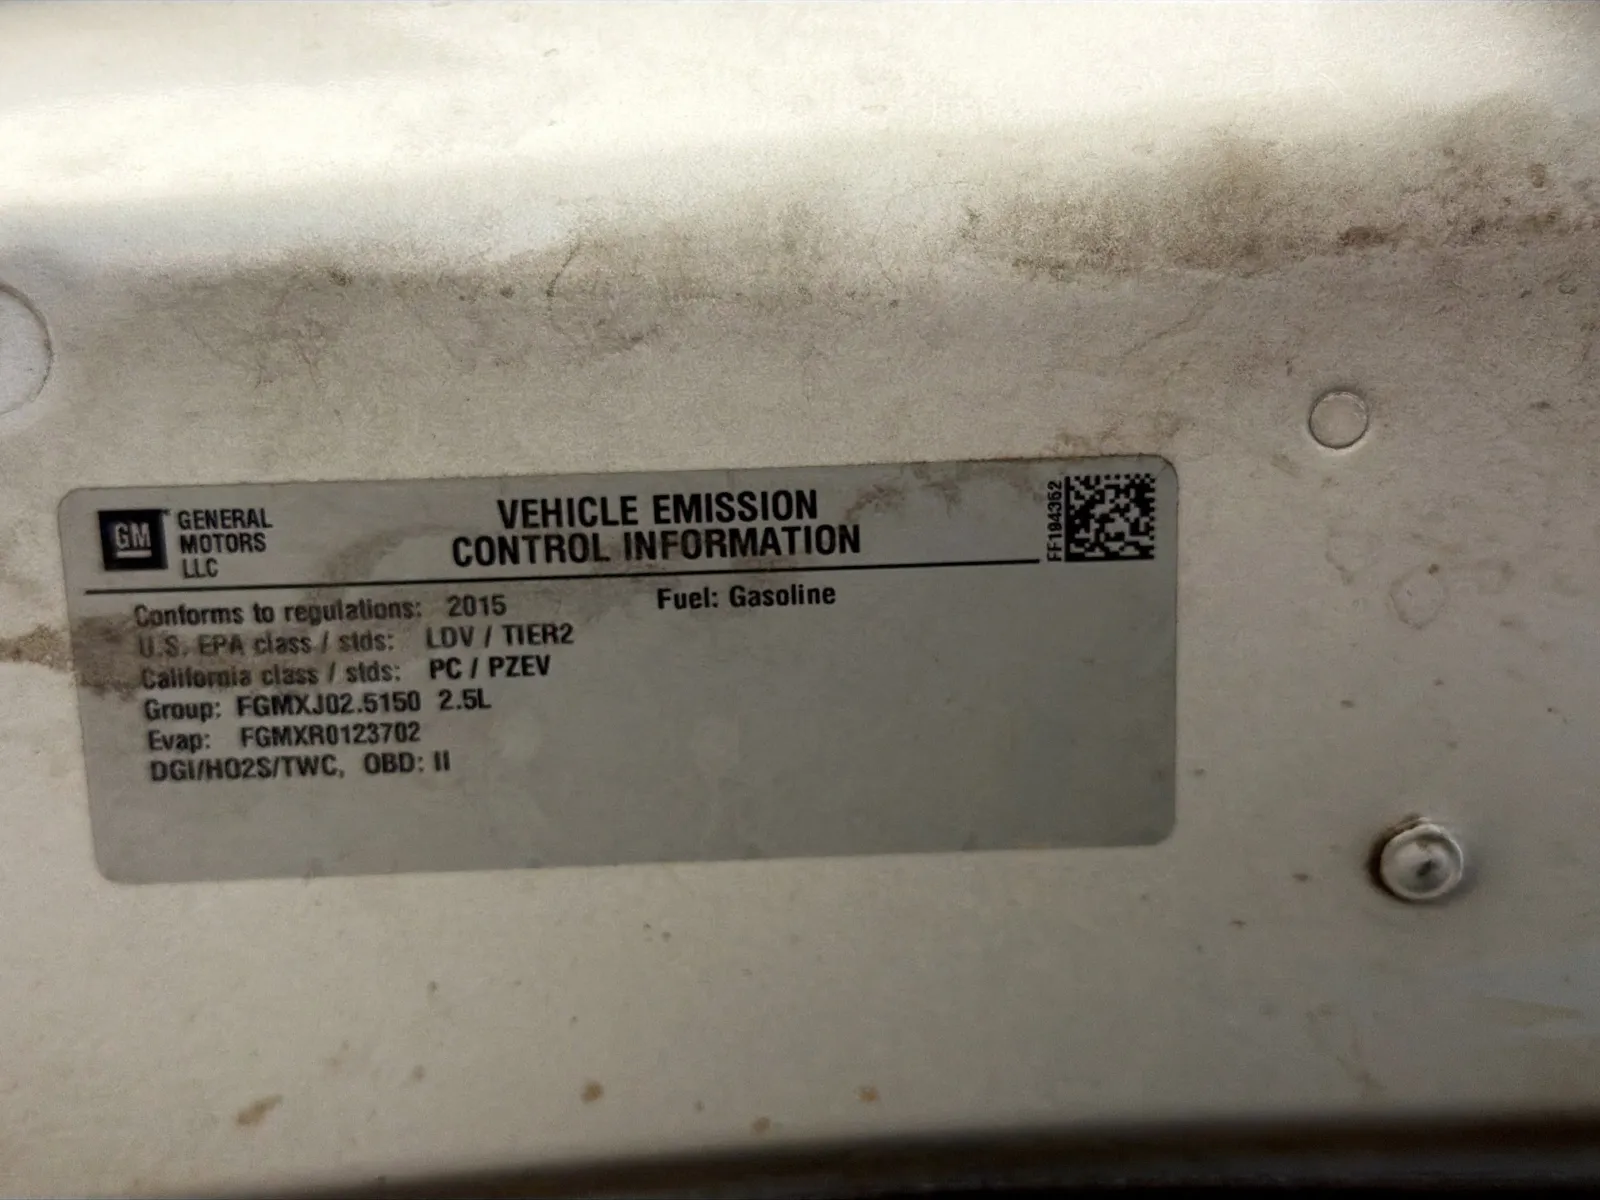 GM
GENERAL
MOTORS
LLC
VEHICLE EMISSION
CONTROL INFORMATION
FF194352
Conforms to regulations: 2015 Fuel: Gasoline
U.S. EPA class / stds: LDV / TIER2
California class / stds: PC / PZEV
Group: FGMXJ02.5150 2.5L
Evap: FGMXR0123702
DGI/HO2S/TWC, OBD: II